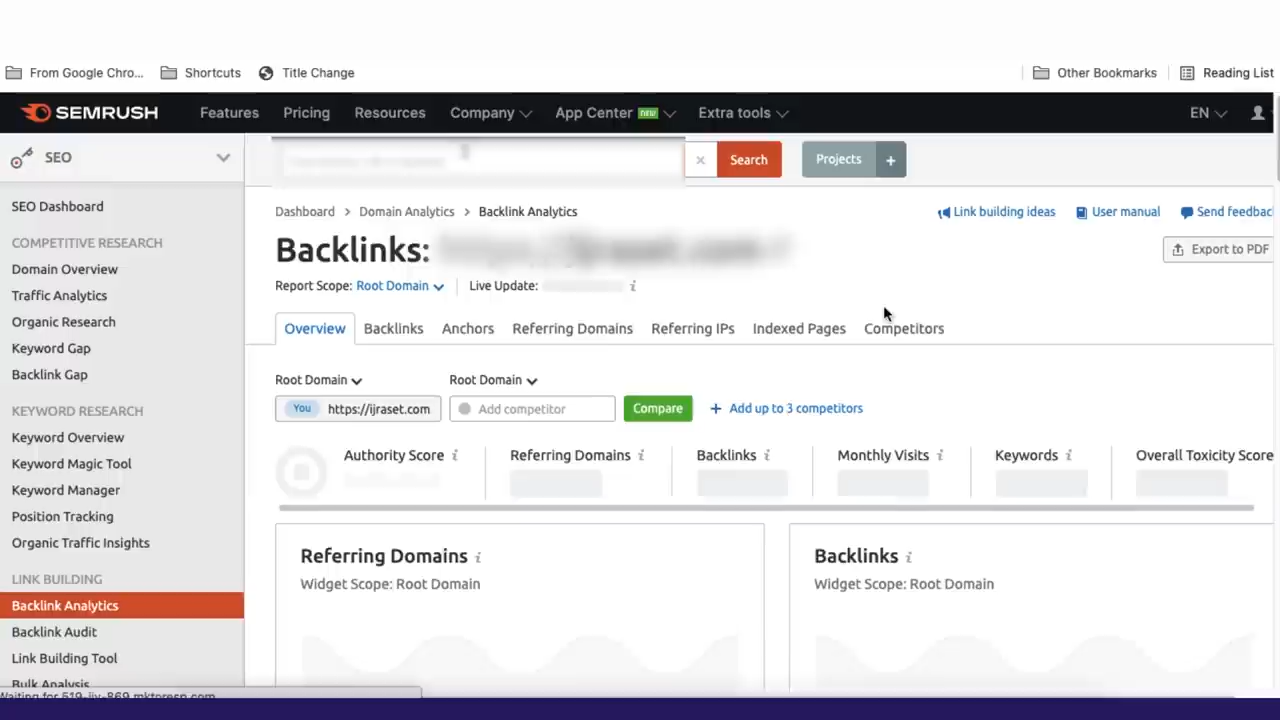 From Google Chro... Shortcuts Title Change Other Bookmarks Reading List
SEMRUSH Features Pricing Resources Company App Center NEW Extra tools EN
SEO Search Projects +
SEO Dashboard
COMPETITIVE RESEARCH
Domain Overview
Traffic Analytics
Organic Research
Keyword Gap
Backlink Gap
KEYWORD RESEARCH
Keyword Overview
Keyword Magic Tool
Keyword Manager
Position Tracking
Organic Traffic Insights
LINK BUILDING
Backlink Analytics
Backlink Audit
Link Building Tool
Bulk Analysis
Dashboard > Domain Analytics > Backlink Analytics
Link building ideas User manual Send feedbac
Backlinks:
Export to PDF
Report Scope: Root Domain Live Update:
Overview Backlinks Anchors Referring Domains Referring IPs Indexed Pages Competitors
Root Domain Root Domain
You https://ijraset.com Add competitor Compare + Add up to 3 competitors
Authority Score Referring Domains Backlinks Monthly Visits Keywords Overall Toxicity Score
Referring Domains
Widget Scope: Root Domain
Backlinks
Widget Scope: Root Domain